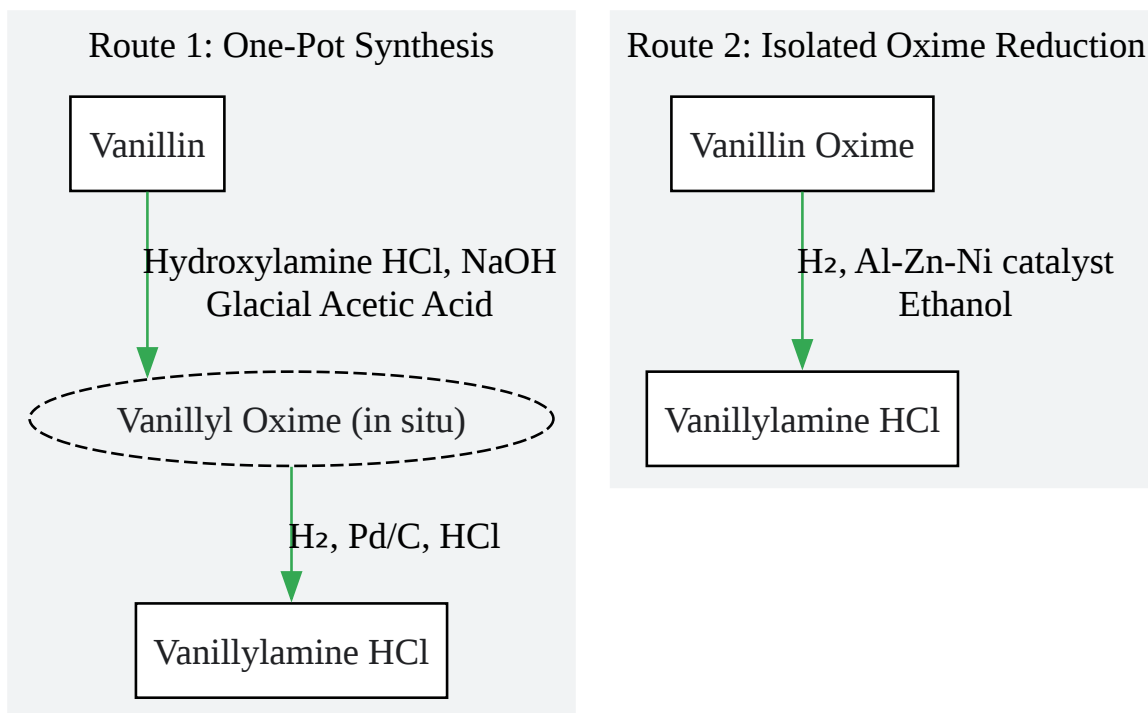 Route 1: One-Pot Synthesis
Vanillin
Hydroxylamine HCl, NaOH
Glacial Acetic Acid
Vanillyl Oxime (in situ)
H₂, Pd/C, HCl
Vanillylamine HCl
Route 2: Isolated Oxime Reduction
Vanillin Oxime
H₂, Al-Zn-Ni catalyst
Ethanol
Vanillylamine HCl